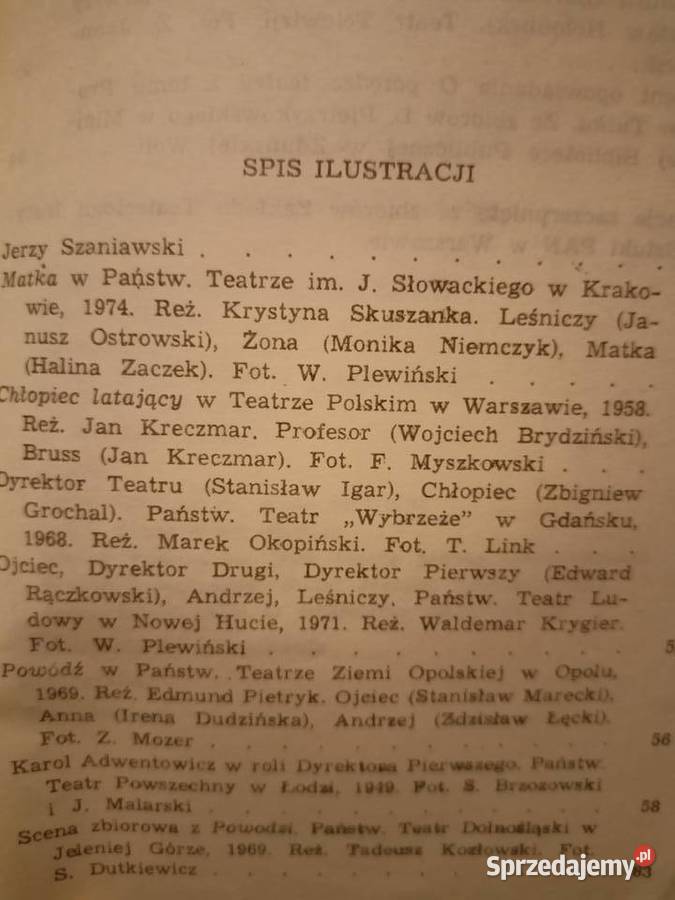 SPIS ILUSTRACJI
Jerzy Szaniawski . . . . . . . . . . . .
Matka w Państw. Teatrze im. J. Słowackiego w Krako-
wie, 1974. Reż. Krystyna Skuszanka. Leśniczy (Ja-
nusz Ostrowski), Żona (Monika Niemczyk), Matka
(Halina Zaczek). Fot. W. Plewiński . . . . .
Chłopiec latający w Teatrze Polskim w Warszawie, 1958.
Reż. Jan Kreczmar. Profesor (Wojciech Brydziński),
Bruss (Jan Kreczmar). Fot. F. Myszkowski . . .
Dyrektor Teatru (Stanisław Igar), Chłopiec (Zbigniew
Grochal). Państw. Teatr „Wybrzeże” w Gdańsku,
1968. Reż. Marek Okopiński. Fot. T. Link . . .
Ojciec, Dyrektor Drugi, Dyrektor Pierwszy (Edward
Rączkowski), Andrzej, Leśniczy. Państw. Teatr Lu-
dowy w Nowej Hucie, 1971. Reż. Waldemar Krygier.
Fot. W. Plewiński . . . . . . . . . . 5
Powódź w Państw. Teatrze Ziemi Opolskiej w Opolu,
1969. Reż. Edmund Pietryk. Ojciec (Stanisław Marecki),
Anna (Irena Dudzińska), Andrzej (Zdzisław Łęcki).
Fot. Z. Mozer . . . . . . . . . . . 56
Karol Adwentowicz w roli Dyrektora Pierwszego. Państw.
Teatr Powszechny w Łodzi, 1949. Fot. S. Brzozowski
i J. Malarski . . . . . . . . . . . 58
Scena zbiorowa z Powodzi. Państw. Teatr Dolnośląski w
Jeleniej Górze, 1969. Reż. Tadeusz Kozłowski. Fot.
S. Dutkiewicz . . . . . . . . . . . 63
Sprzedajemy.pl